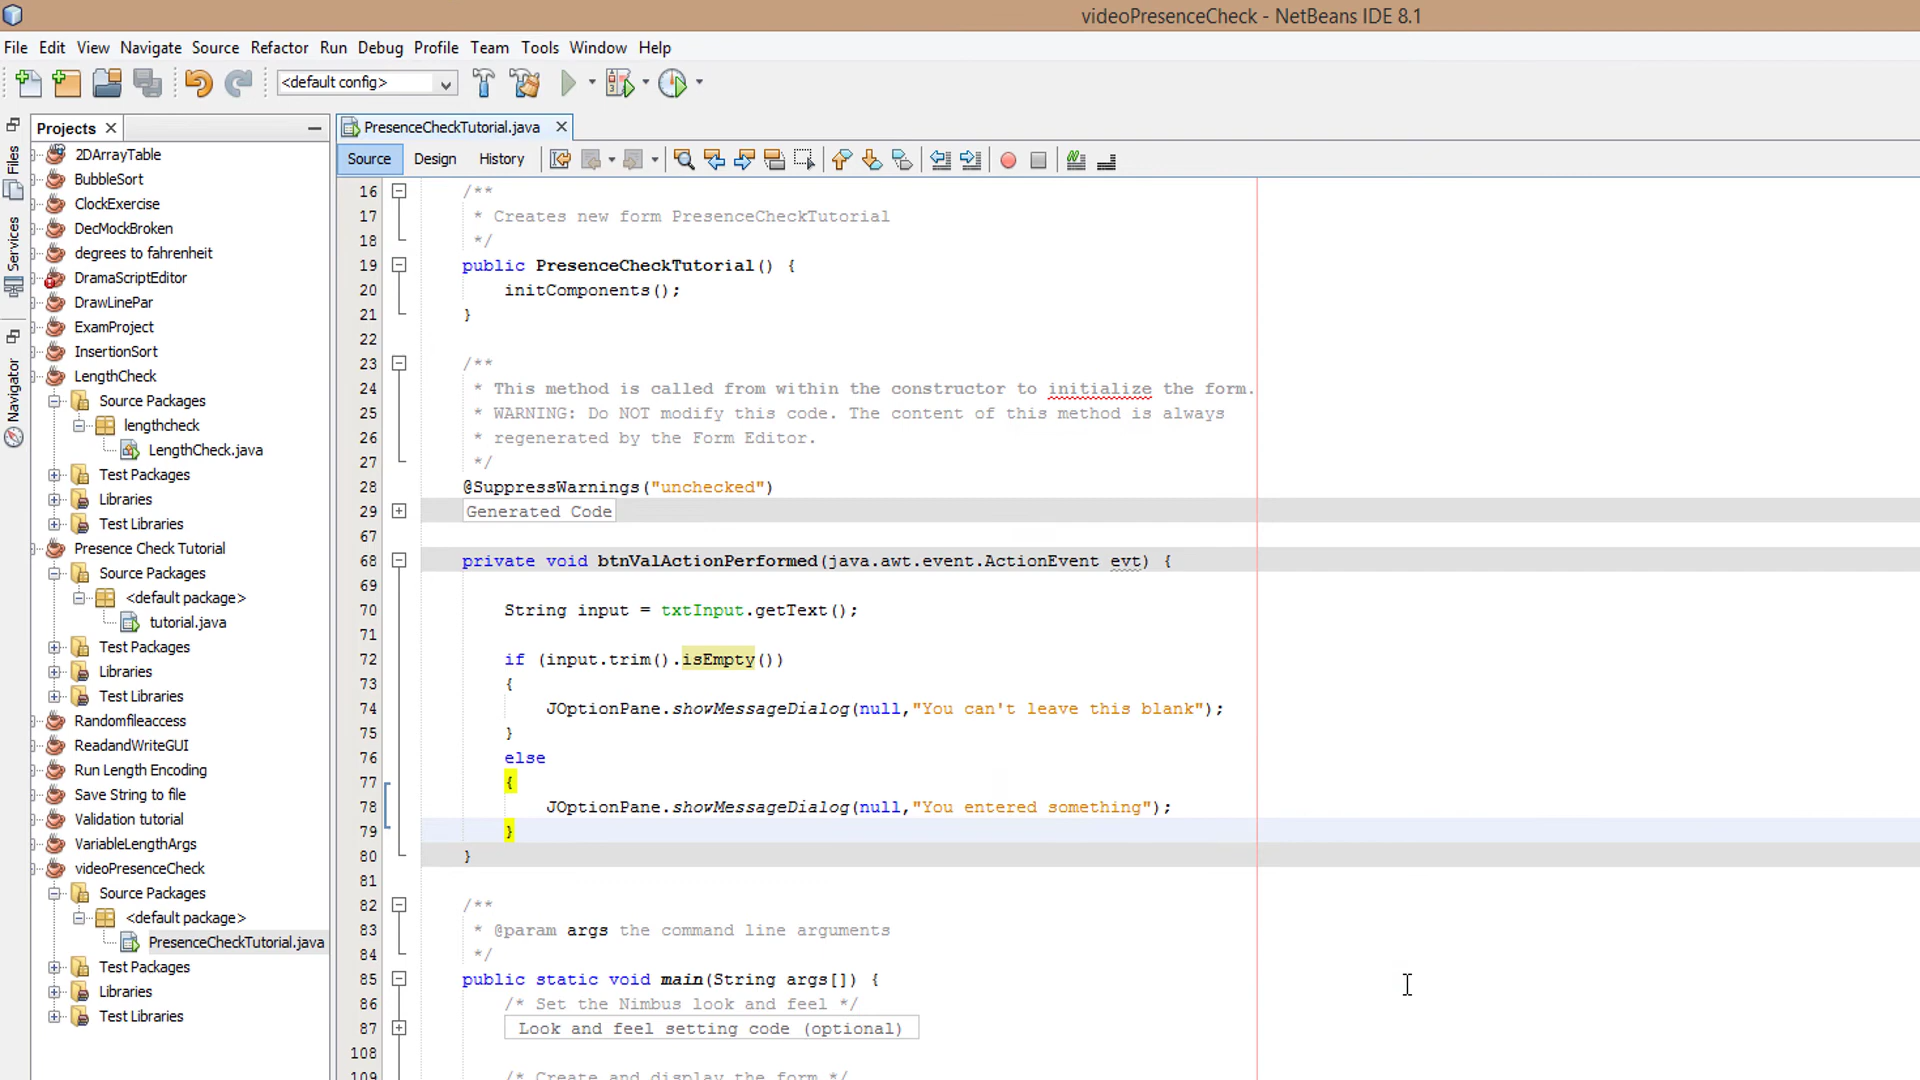 videoPresenceCheck - NetBeans IDE 8.1
File Edit View Navigate Source Refactor Run Debug Profile Team Tools Window Help
<default config>
Files
Services
Navigator
Projects
2DArrayTable
BubbleSort
ClockExercise
DecMockBroken
degrees to fahrenheit
DramaScriptEditor
DrawLinePar
ExamProject
InsertionSort
LengthCheck
Source Packages
lengthcheck
LengthCheck.java
Test Packages
Libraries
Test Libraries
Presence Check Tutorial
Source Packages
<default package>
tutorial.java
Test Packages
Libraries
Test Libraries
Randomfileaccess
ReadandWriteGUI
Run Length Encoding
Save String to file
Validation tutorial
VariableLengthArgs
videoPresenceCheck
Source Packages
<default package>
PresenceCheckTutorial.java
Test Packages
Libraries
Test Libraries
PresenceCheckTutorial.java
Source Design History
16 /**
17 * Creates new form PresenceCheckTutorial
18 */
19 public PresenceCheckTutorial() {
20 initComponents();
21 }
22
23 /**
24 * This method is called from within the constructor to initialize the form.
25 * WARNING: Do NOT modify this code. The content of this method is always
26 * regenerated by the Form Editor.
27 */
28 @SuppressWarnings("unchecked")
29 Generated Code
67
68 private void btnValActionPerformed(java.awt.event.ActionEvent evt) {
69
70 String input = txtInput.getText();
71
72 if (input.trim().isEmpty())
73 {
74 JOptionPane.showMessageDialog(null,"You can't leave this blank");
75 }
76 else
77 {
78 JOptionPane.showMessageDialog(null,"You entered something");
79 }
80 }
81
82 /**
83 * @param args the command line arguments
84 */
85 public static void main(String args[]) {
86 /* Set the Nimbus look and feel */
87 Look and feel setting code (optional)
108
109 /* Create and display the form */